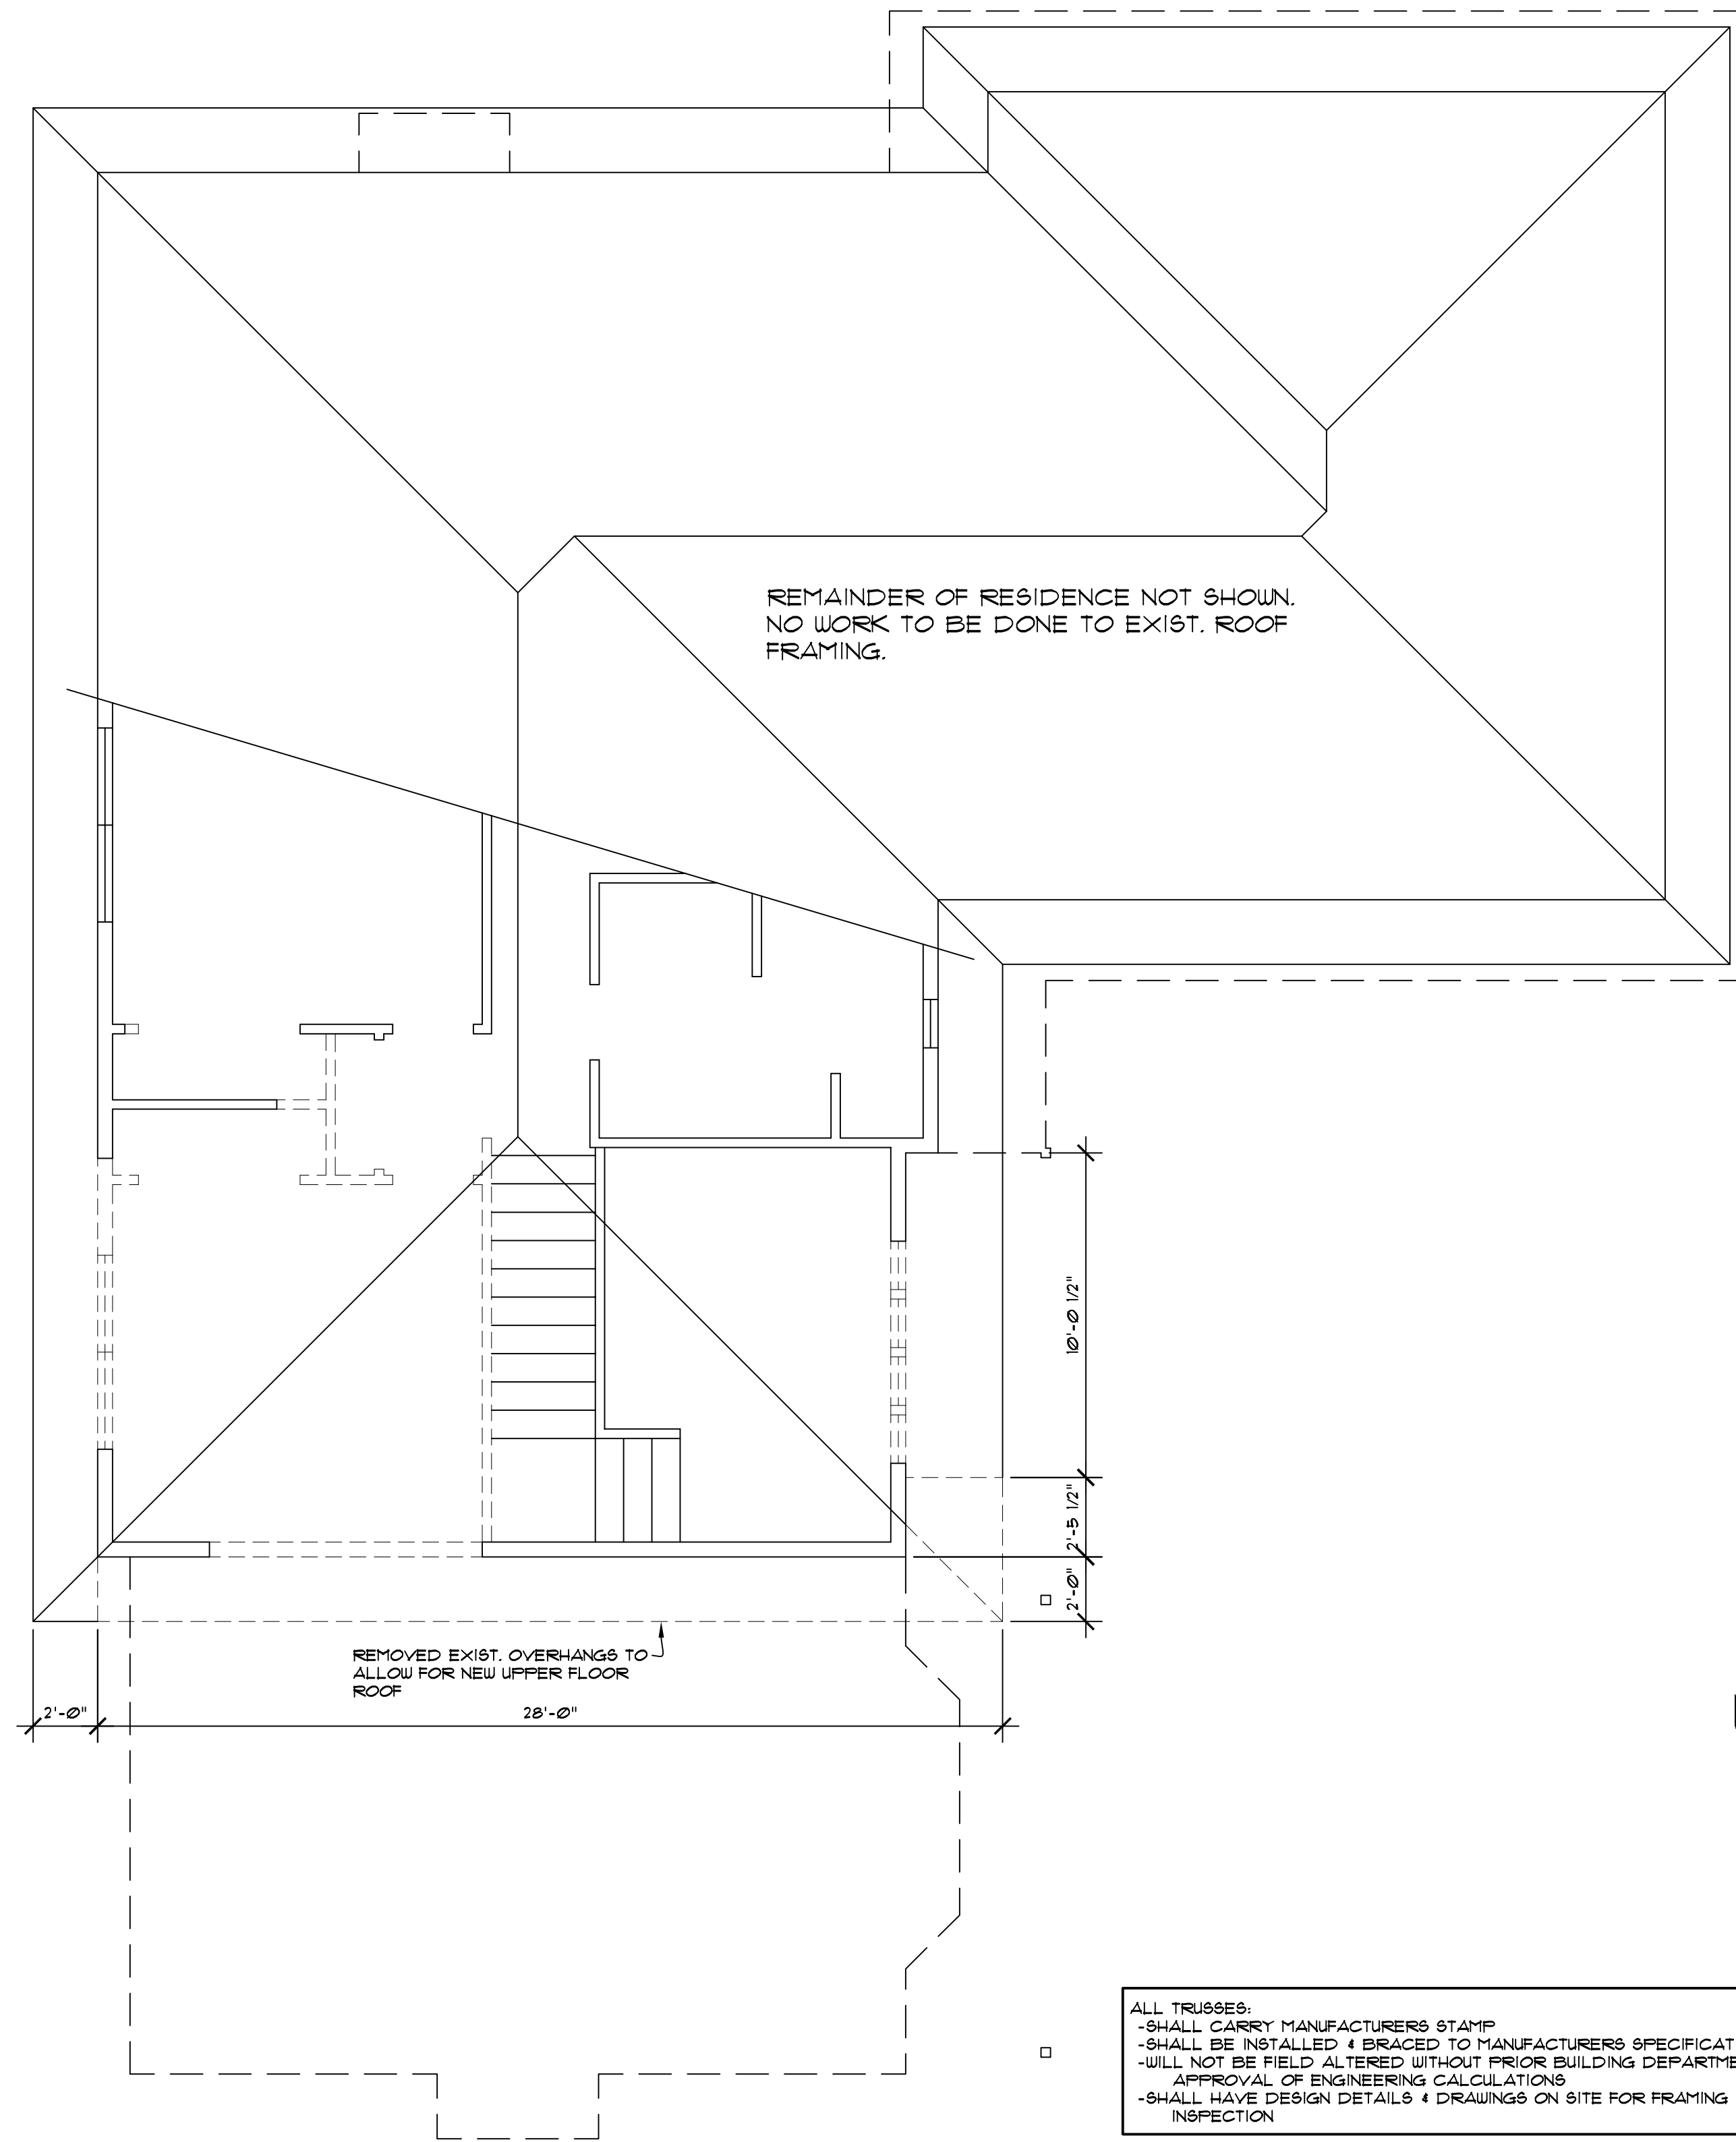 REMAINDER OF RESIDENCE NOT SHOWN.
NO WORK TO BE DONE TO EXIST. ROOF
FRAMING.
10'-0 1/2"
2'-5 1/2"
2'-0"
REMOVED EXIST. OVERHANGS TO
ALLOW FOR NEW UPPER FLOOR
ROOF
2'-0"
28'-0"
ALL TRUSSES:
-SHALL CARRY MANUFACTURERS STAMP
-SHALL BE INSTALLED & BRACED TO MANUFACTURERS SPECIFICAT
-WILL NOT BE FIELD ALTERED WITHOUT PRIOR BUILDING DEPARTME
APPROVAL OF ENGINEERING CALCULATIONS
-SHALL HAVE DESIGN DETAILS & DRAWINGS ON SITE FOR FRAMING
INSPECTION